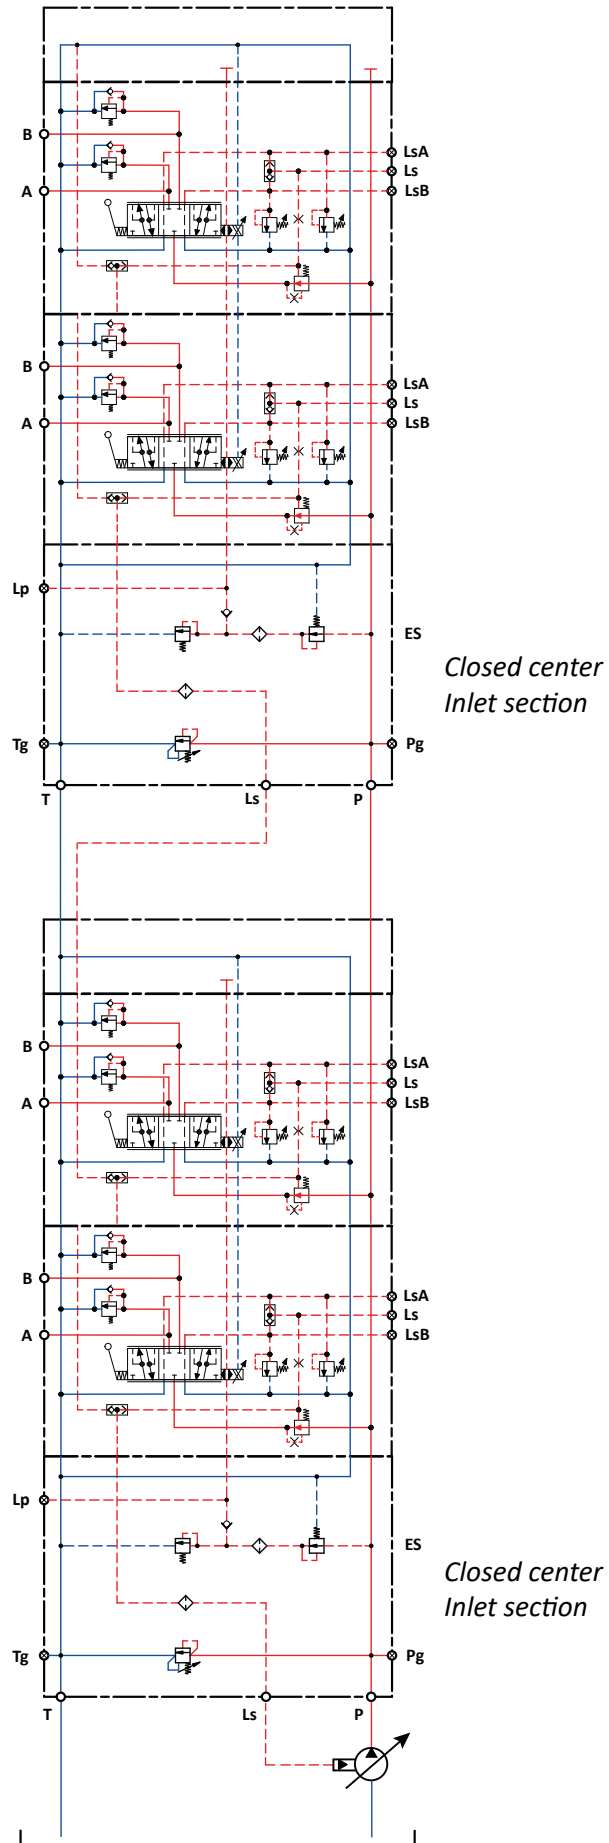 B
LsA
Ls
A
LsB
B
LsA
Ls
A
LsB
Lp
ES
Closed center
Inlet section
Tg
Pg
T
Ls
P
B
LsA
Ls
A
LsB
B
LsA
Ls
A
LsB
Lp
ES
Closed center
Inlet section
Tg
Pg
T
Ls
P